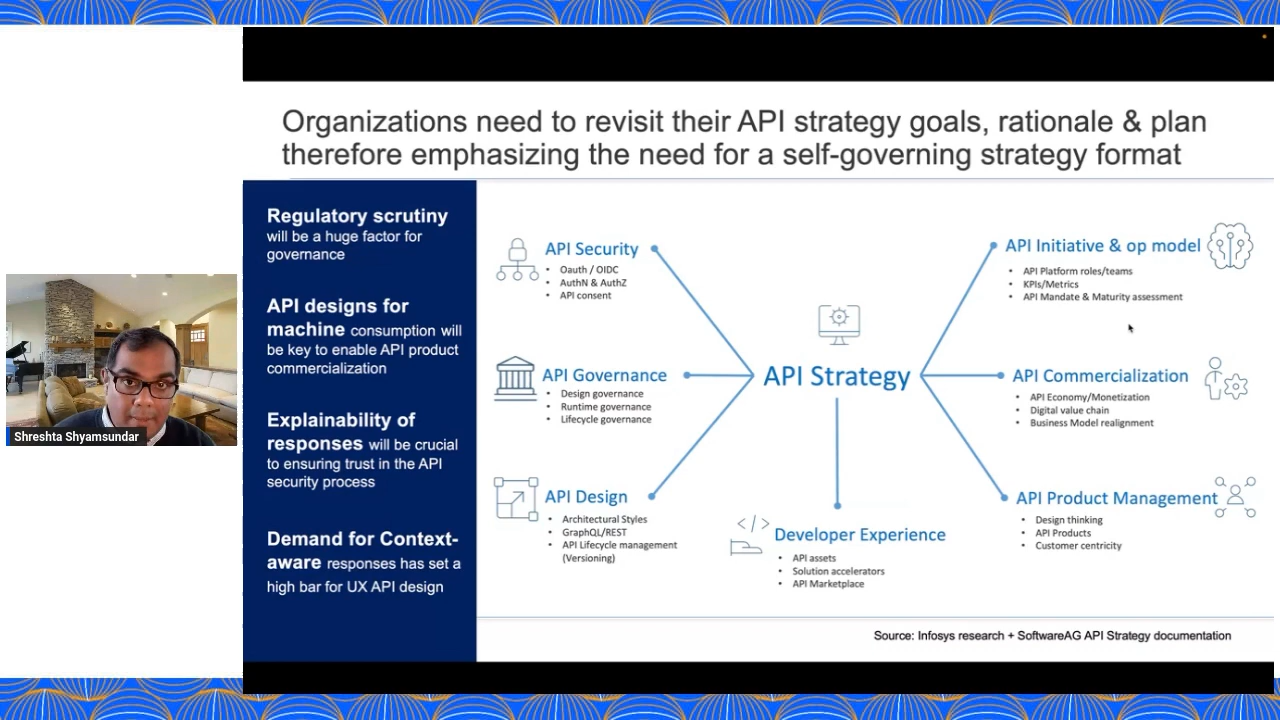 Organizations need to revisit their API strategy goals, rationale & plan
therefore emphasizing the need for a self-governing strategy format
Regulatory scrutiny
will be a huge factor for
governance
API designs for
machine consumption will
be key to enable API product
commercialization
Explainability of
responses will be crucial
to ensuring trust in the API
security process
Demand for Context-
aware responses has set a
high bar for UX API design
API Security
• Oauth / OIDC
• AuthN & AuthZ
• API consent
API Governance
• Design governance
• Runtime governance
• Lifecycle governance
API Design
• Architectural Styles
• GraphQL/REST
• API Lifecycle management
(Versioning)
API Strategy
</>
Developer Experience
• API assets
• Solution accelerators
• API Marketplace
API Initiative & op model
• API Platform roles/teams
• KPIs/Metrics
• API Mandate & Maturity assessment
API Commercialization
• API Economy/Monetization
• Digital value chain
• Business Model realignment
API Product Management
• Design thinking
• API Products
• Customer centricity
Source: Infosys research + SoftwareAG API Strategy documentation
Shreshta Shyamsundar